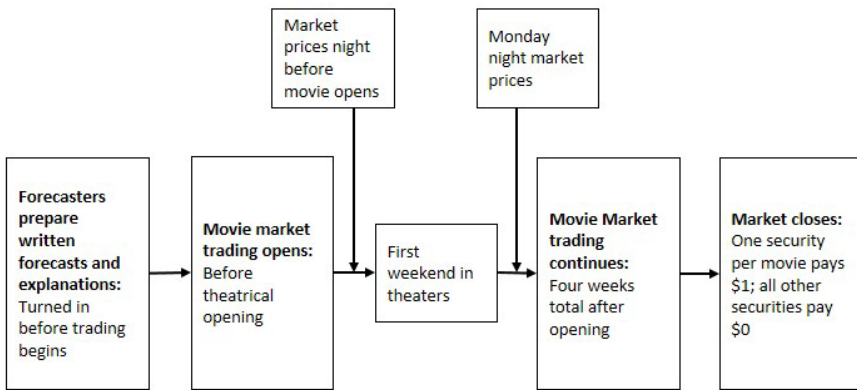 Market
prices night
before
movie opens
Monday
night market
prices
Forecasters
prepare
written
forecasts and
explanations:
Turned in
before trading
begins
Movie market
trading opens:
Before
theatrical
opening
First
weekend in
theaters
Movie Market
trading
continues:
Four weeks
total after
opening
Market closes:
One security
per movie pays
$1; all other
securities pay
$0